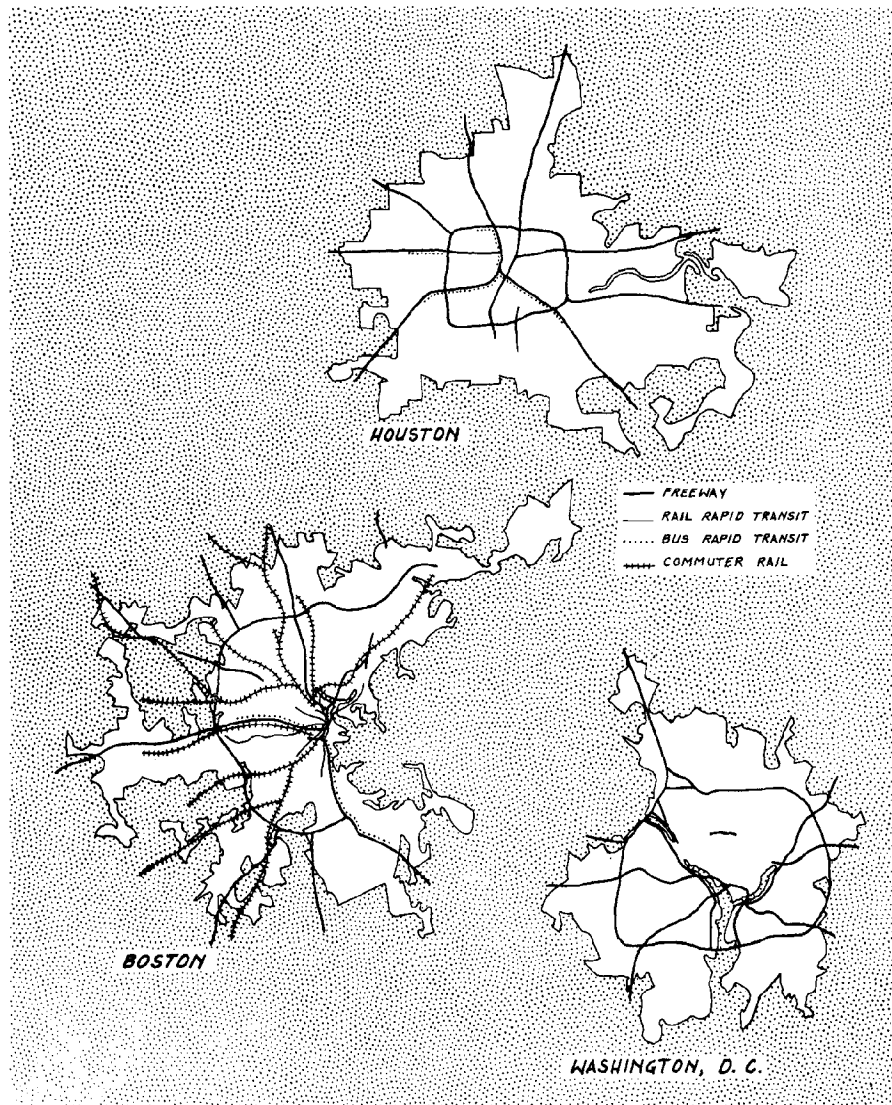 HOUSTON
FREEWAY
RAIL RAPID TRANSIT
BUS RAPID TRANSIT
COMMUTER RAIL
BOSTON
WASHINGTON, D. C.